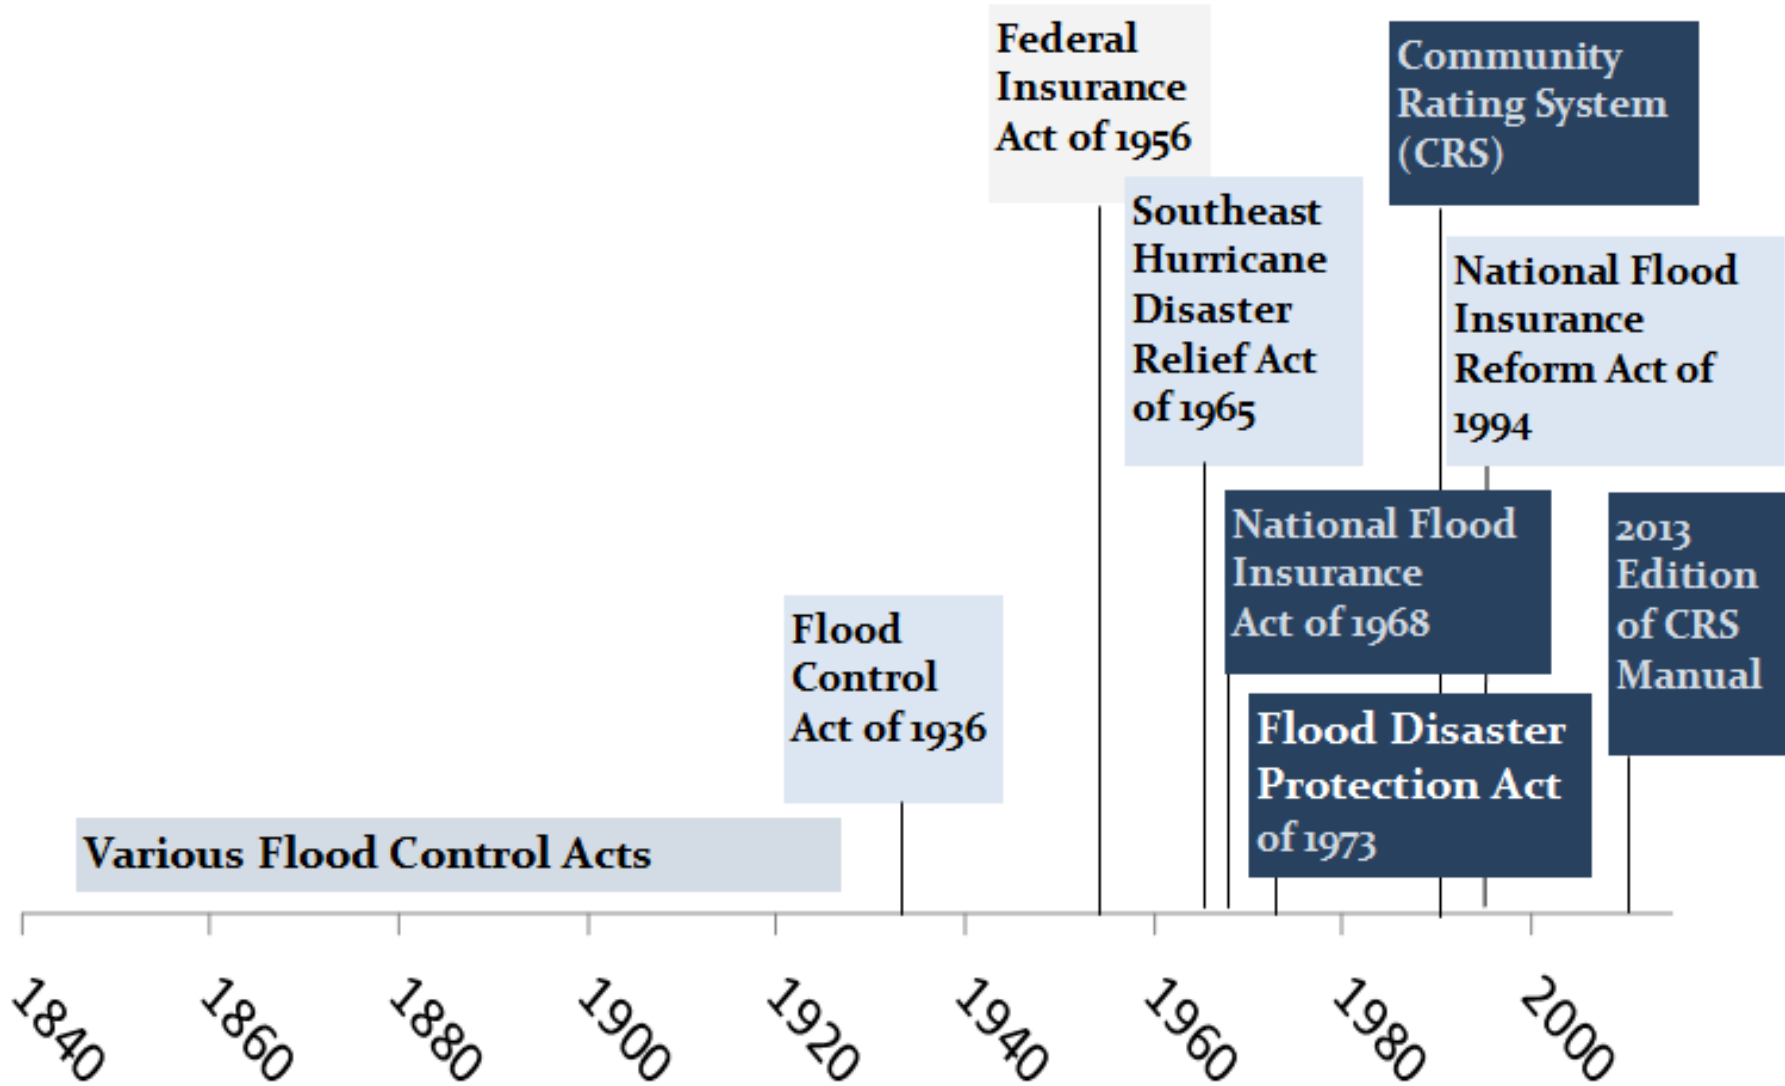 Federal
Insurance
Act of 1956
Community
Rating System
(CRS)
Southeast
Hurricane
Disaster
Relief Act
of 1965
National Flood
Insurance
Reform Act of
1994
National Flood
Insurance
Act of 1968
2013
Edition
of CRS
Manual
Flood
Control
Act of 1936
Flood Disaster
Protection Act
of 1973
Various Flood Control Acts
1840
1860
1880
1900
1920
1940
1960
1980
2000